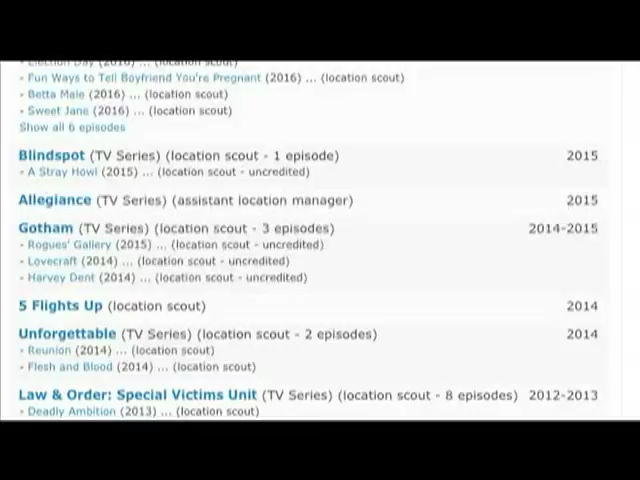 - Election Day (2016) ... (location scout)
- Fun Ways to Tell Boyfriend You're Pregnant (2016) ... (location scout)
- Betta Male (2016) ... (location scout)
- Sweet Jane (2016) ... (location scout)
Show all 6 episodes
Blindspot (TV Series) (location scout - 1 episode) 2015
- A Stray Howl (2015) ... (location scout - uncredited)
Allegiance (TV Series) (assistant location manager) 2015
Gotham (TV Series) (location scout - 3 episodes) 2014-2015
- Rogues' Gallery (2015) ... (location scout - uncredited)
- Lovecraft (2014) ... (location scout - uncredited)
- Harvey Dent (2014) ... (location scout - uncredited)
5 Flights Up (location scout) 2014
Unforgettable (TV Series) (location scout - 2 episodes) 2014
- Reunion (2014) ... (location scout)
- Flesh and Blood (2014) ... (location scout)
Law & Order: Special Victims Unit (TV Series) (location scout - 8 episodes) 2012-2013
- Deadly Ambition (2013) ... (location scout)